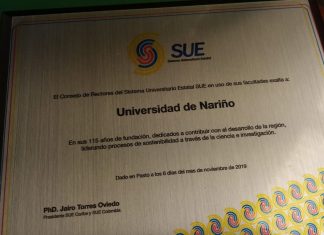 SUE
Sistema Universitario Estatal
El Consejo de Rectores del Sistema Universitario Estatal SUE en uso de sus facultades exalta a:
Universidad de Nariño
En sus 115 años de fundación, dedicados a contribuir con el desarrollo de la región,
liderando procesos de sostenibilidad a través de la ciencia e investigación.
Dado en Pasto a los 6 días del mes de noviembre de 2019
PhD. Jairo Torres Oviedo
Presidente SUE Caribe y SUE Colombia